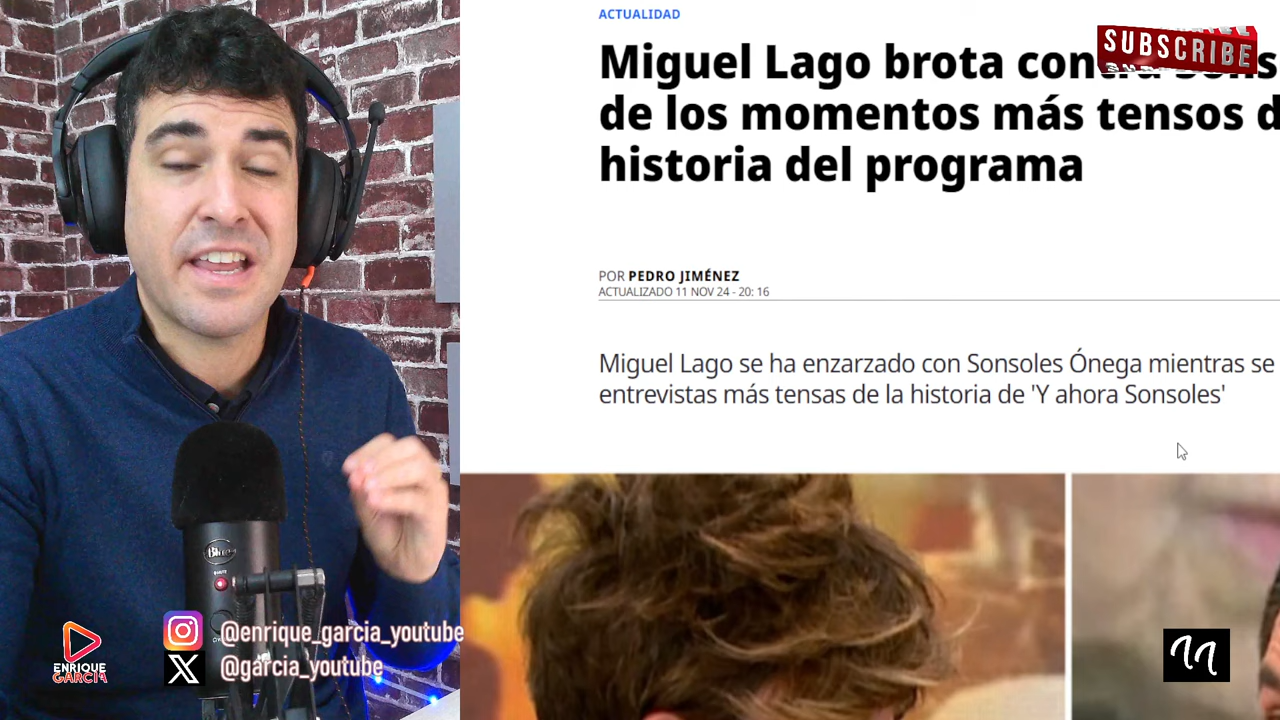 ACTUALIDAD
Miguel Lago brota con
SUBSCRIBE
de los momentos más tensos d
historia del programa
POR PEDRO JIMÉNEZ
ACTUALIZADO 11 NOV 24 - 20: 16
Miguel Lago se ha enzarzado con Sonsoles Ónega mientras se
entrevistas más tensas de la historia de 'Y ahora Sonsoles'
Blue
@enrique_garcia_youtube
@garcia_youtube
ENRIQUE
GARCIA